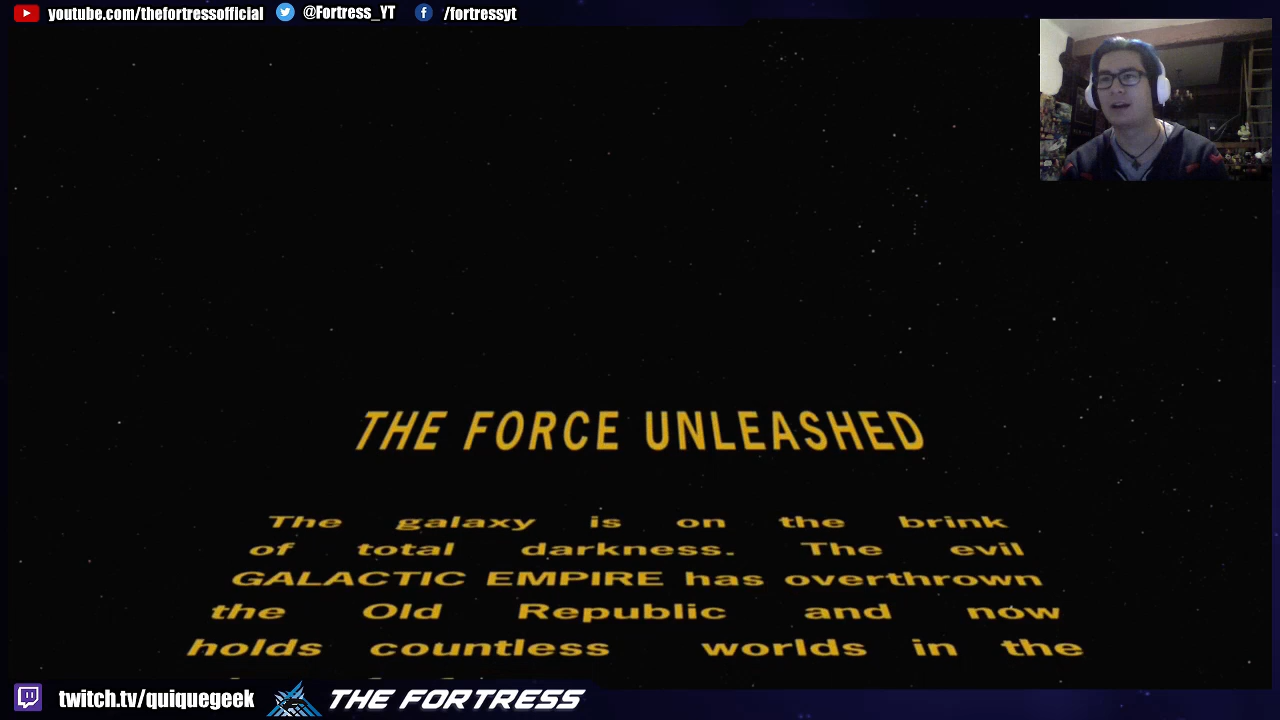 youtube.com/thefortressofficial @Fortress_YT /fortressyt
THE FORCE UNLEASHED
The galaxy is on the brink
of total darkness. The evil
GALACTIC EMPIRE has overthrown
the Old Republic and now
holds countless worlds in the
twitch.tv/quiquegeek THE FORTRESS